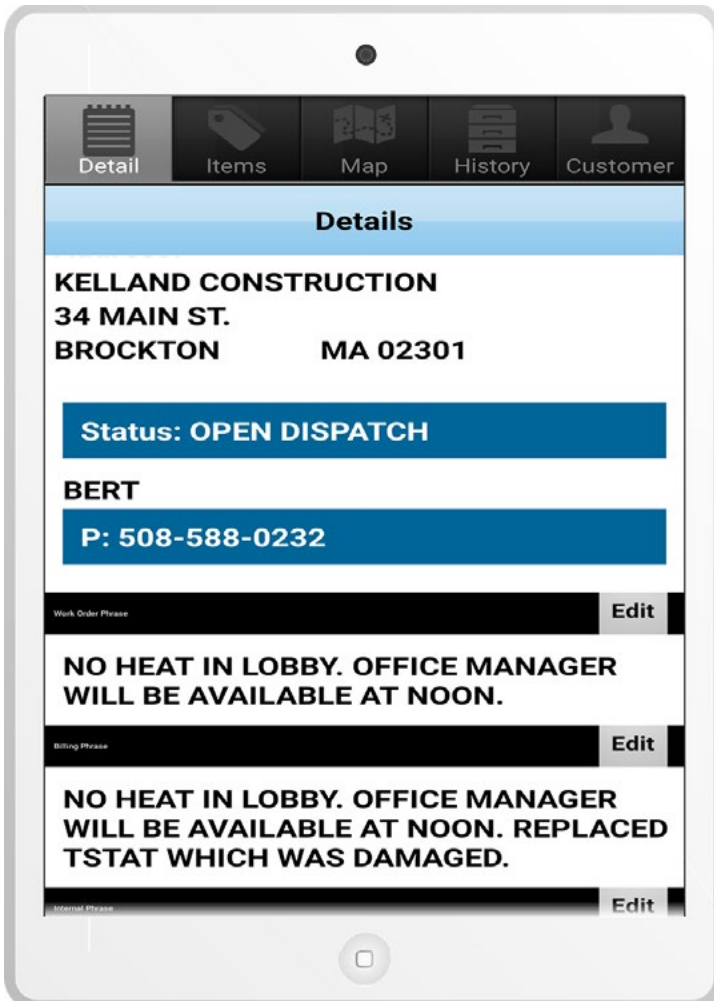 Detail Items Map History Customer
Details
KELLAND CONSTRUCTION
34 MAIN ST.
BROCKTON MA 02301
Status: OPEN DISPATCH
BERT
P: 508-588-0232
Work Order Phrase Edit
NO HEAT IN LOBBY. OFFICE MANAGER
WILL BE AVAILABLE AT NOON.
Billing Phrase Edit
NO HEAT IN LOBBY. OFFICE MANAGER
WILL BE AVAILABLE AT NOON. REPLACED
TSTAT WHICH WAS DAMAGED.
Internal Phrase Edit